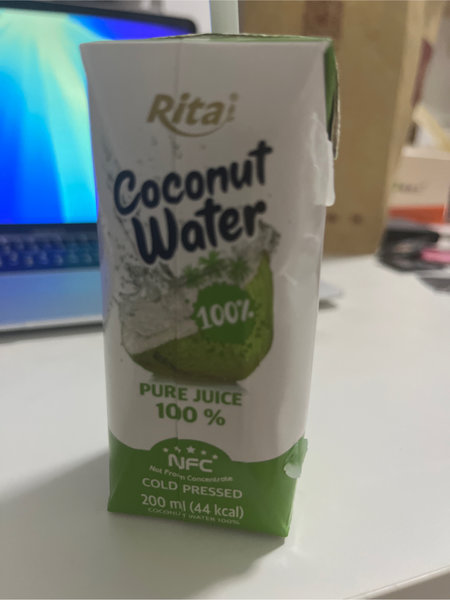 Rita
Coconut
Water
100%
PURE JUICE
100 %
NFC
Not From Concentrate
COLD PRESSED
200 ml (44 kcal)
COCONUT WATER 100%